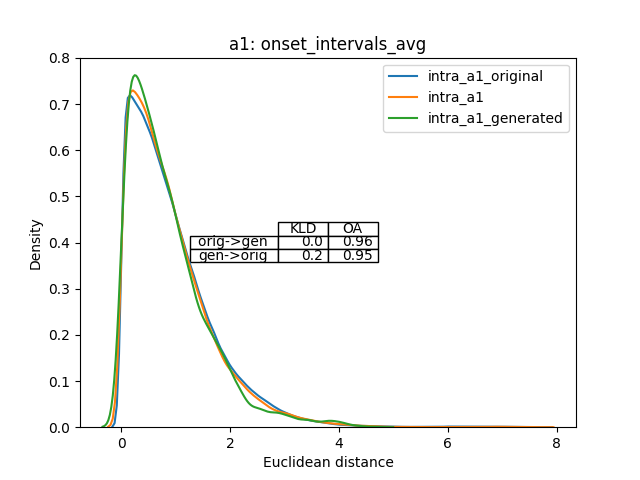 a1: onset_intervals_avg
0.8
0.7
0.6
0.5
0.4
0.3
0.2
0.1
0.0
Density
intra_a1_original
intra_a1
intra_a1_generated
KLD OA
orig->gen 0.0 0.96
gen->orig 0.2 0.95
0 2 4 6 8
Euclidean distance